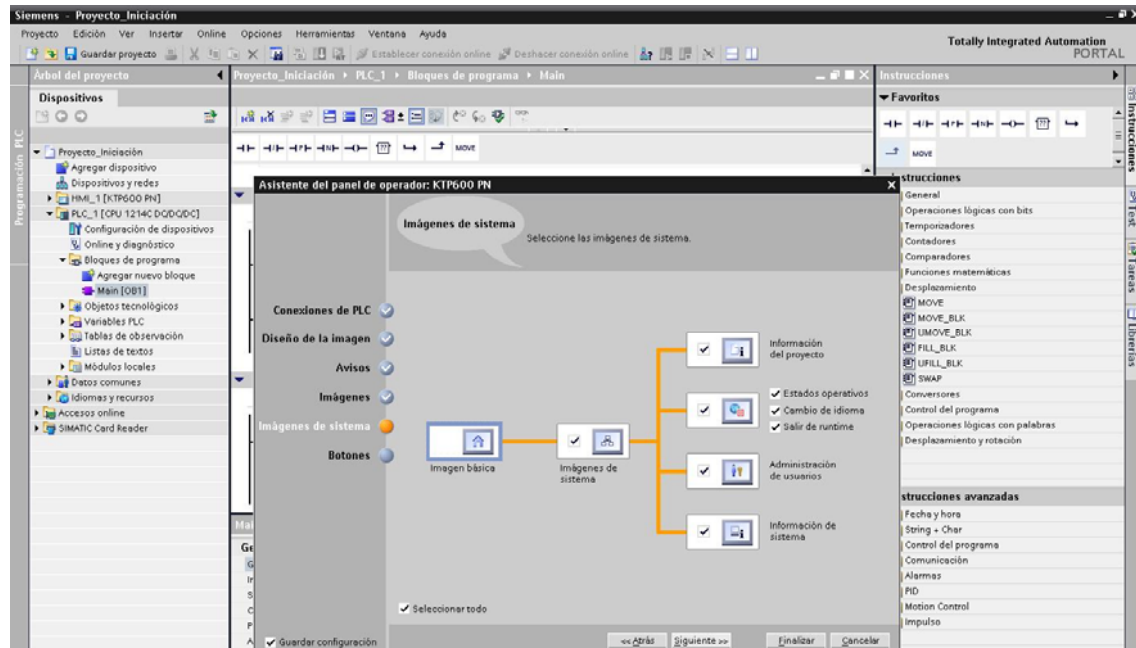 Siemens - Proyecto_Iniciación
Proyecto Edición Ver Insertar Online Opciones Herramientas Ventana Ayuda
Totally Integrated Automation
PORTAL
Guardar proyecto
Establecer conexión online
Deshacer conexión online
Árbol del proyecto
Proyecto_Iniciación PLC_1 Bloques de programa Main
Instrucciones
Dispositivos
Favoritos
MOVE
MOVE
Programación PLC
Proyecto_Iniciación
Agregar dispositivo
Dispositivos y redes
HMI_1 [KTP600 PN]
PLC_1 [CPU 1214C DC/DC/DC]
Configuración de dispositivos
Online y diagnóstico
Bloques de programa
Agregar nuevo bloque
Main [OB1]
Objetos tecnológicos
Variables PLC
Tablas de observación
Listas de textos
Módulos locales
Datos comunes
Idiomas y recursos
Accesos online
SIMATIC Card Reader
Asistente del panel de operador: KTP600 PN
Imágenes de sistema
Seleccione las imágenes de sistema.
Conexiones de PLC
Diseño de la imagen
Avisos
Imágenes
Imágenes de sistema
Botones
Imagen básica
Imágenes de
sistema
Información
del proyecto
Estados operativos
Cambio de idioma
Salir de runtime
Administración
de usuarios
Información de
sistema
Seleccionar todo
Guardar configuración
<< Atrás
Siguiente >>
Finalizar
Cancelar
strucciones
General
Operaciones lógicas con bits
Temporizadores
Contadores
Comparadores
Funciones matemáticas
Desplazamiento
MOVE
MOVE_BLK
UMOVE_BLK
FILL_BLK
UFILL_BLK
SWAP
Conversores
Control del programa
Operaciones lógicas con palabras
Desplazamiento y rotación
strucciones avanzadas
Fecha y hora
String + Char
Control del programa
Comunicación
Alarmas
PID
Motion Control
Impulso
Instrucciones
Test
Tareas
Librerías